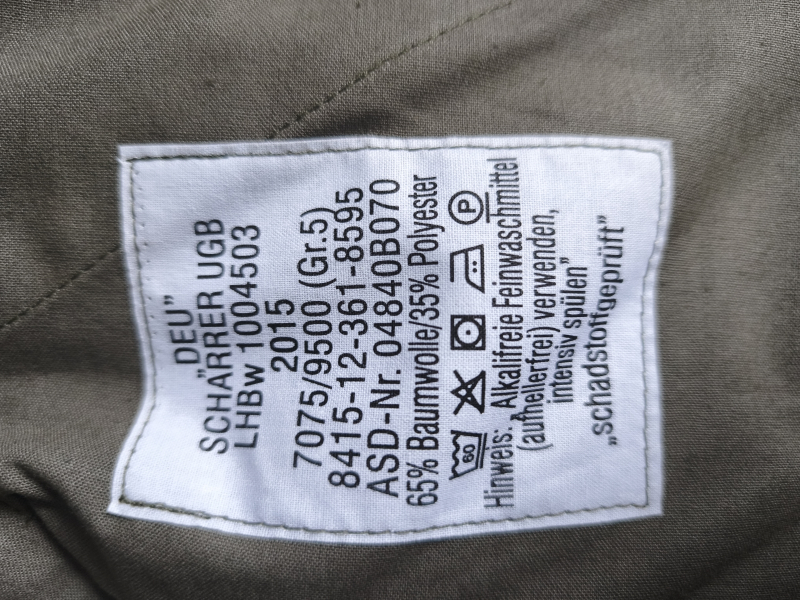 „DEU”
SCHÄRRER UGB
LHBw 1004503
2015
7075/9500 (Gr.5)
8415-12-361-8595
ASD-Nr. 04840B070
65% Baumwolle/35% Polyester
60 P
Hinweis: „Alkalifreie Feinwaschmittel
(aufhellerfrei) verwenden,
intensiv spülen”
„schadstoffgeprüft”